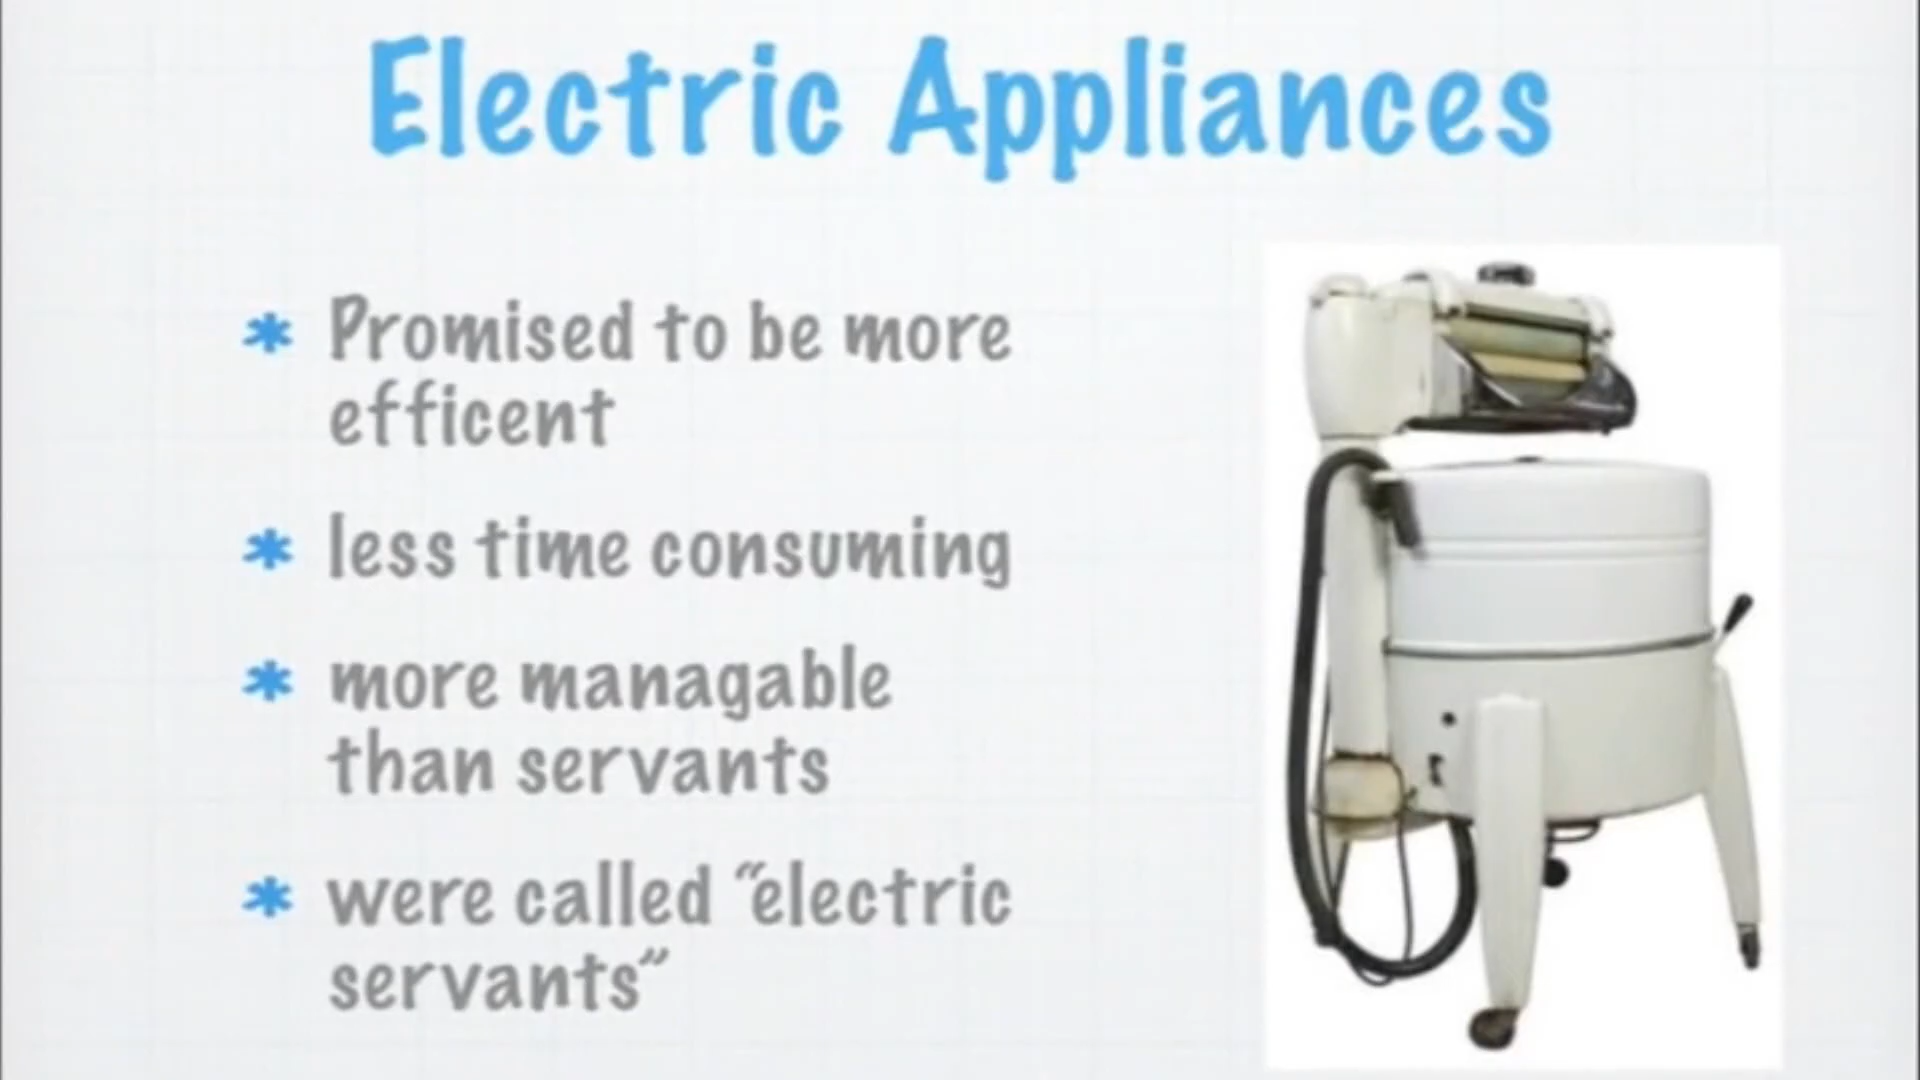 Electric Appliances
* Promised to be more
efficent
* less time consuming
* more managable
than servants
* were called “electric
servants”